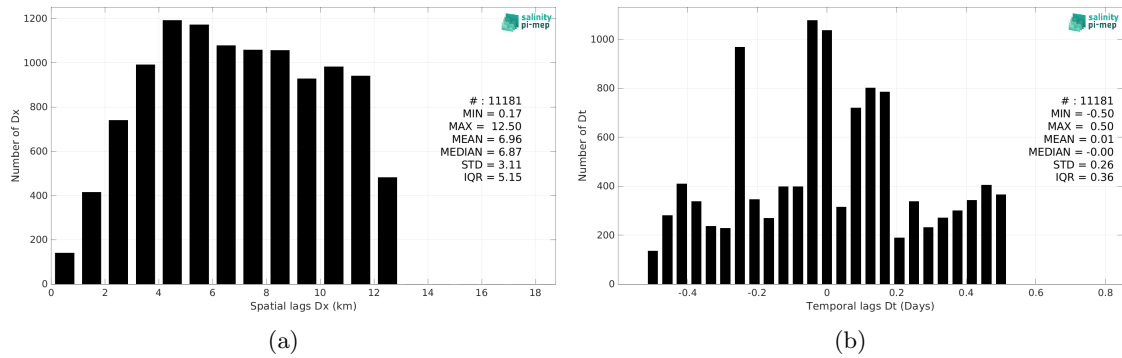 1200
1000
800
600
400
200
0
Number of Dx
0 2 4 6 8 10 12 14 16 18
Spatial lags Dx (km)
salinity
pi-mep
# : 11181
MIN = 0.17
MAX = 12.50
MEAN = 6.96
MEDIAN = 6.87
STD = 3.11
IQR = 5.15
(a)
1000
800
600
400
200
0
Number of Dt
-0.4 -0.2 0 0.2 0.4 0.6 0.8
Temporal lags Dt (Days)
salinity
pi-mep
# : 11181
MIN = -0.50
MAX = 0.50
MEAN = 0.01
MEDIAN = -0.00
STD = 0.26
IQR = 0.36
(b)